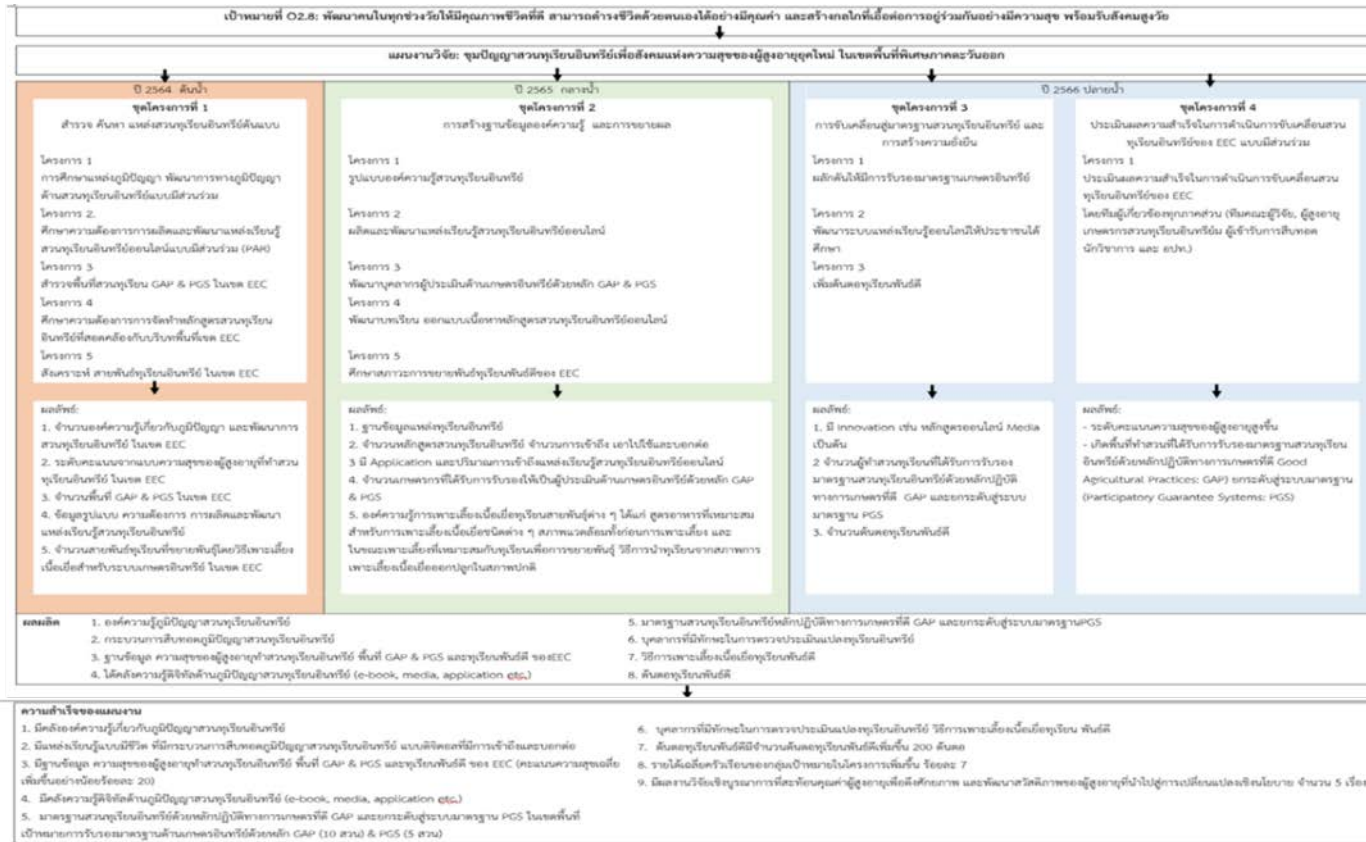 เป้าหมายที่ O2.8: พัฒนาคนในทุกช่วงวัยให้มีคุณภาพชีวิตที่ดี สามารถดำรงชีวิตด้วยตนเองได้อย่างมีคุณค่า และสร้างกลไกที่เอื้อต่อการอยู่ร่วมกันอย่างมีความสุข พร้อมรับสังคมสูงวัย
แผนงานวิจัย: ชุมปัญญาสวนทุเรียนอินทรีย์เพื่อสังคมแห่งความสุขของผู้สูงอายุยุคใหม่ ในเขตพื้นที่พิเศษภาคตะวันออก
ปี 2564 ต้นน้ำ
ชุดโครงการที่ 1
สำรวจ ค้นหา แหล่งสวนทุเรียนอินทรีย์ต้นแบบ
โครงการ 1
การศึกษาแหล่งภูมิปัญญา พัฒนาการทางภูมิปัญญา
ด้านสวนทุเรียนอินทรีย์แบบมีส่วนร่วม
โครงการ 2.
ศึกษาความต้องการการผลิตและพัฒนาแหล่งเรียนรู้
สวนทุเรียนอินทรีย์ออนไลน์แบบมีส่วนร่วม (PAR)
โครงการ 3
สำรวจพื้นที่สวนทุเรียน GAP & PGS ในเขต EEC
โครงการ 4
ศึกษาความต้องการการจัดทำหลักสูตรสวนทุเรียน
อินทรีย์ที่สอดคล้องกับบริบทพื้นที่เขต EEC
โครงการ 5
สังเคราะห์ สายพันธุ์ทุเรียนอินทรีย์ ในเขต EEC
ผลลัพธ์:
1. จำนวนองค์ความรู้เกี่ยวกับภูมิปัญญา และพัฒนาการ
สวนทุเรียนอินทรีย์ ในเขต EEC
2. ระดับคะแนนจากแบบความสุขของผู้สูงอายุที่ทำสวน
ทุเรียนอินทรีย์ ในเขต EEC
3. จำนวนพื้นที่ GAP & PGS ในเขต EEC
4. ข้อมูลรูปแบบ ความต้องการ การผลิตและพัฒนา
แหล่งเรียนรู้สวนทุเรียนอินทรีย์
5. จำนวนสายพันธุ์ทุเรียนที่ขยายพันธุ์โดยวิธีเพาะเลี้ยง
เนื้อเยื่อสำหรับระบบเกษตรอินทรีย์ ในเขต EEC
ปี 2565 กลางน้ำ
ชุดโครงการที่ 2
การสร้างฐานข้อมูลองค์ความรู้ และการขยายผล
โครงการ 1
รูปแบบองค์ความรู้สวนทุเรียนอินทรีย์
โครงการ 2
ผลิตและพัฒนาแหล่งเรียนรู้สวนทุเรียนอินทรีย์ออนไลน์
โครงการ 3
พัฒนาบุคลากรผู้ประเมินด้านเกษตรอินทรีย์ด้วยหลัก GAP & PGS
โครงการ 4
พัฒนาบทเรียน ออกแบบเนื้อหาหลักสูตรสวนทุเรียนอินทรีย์ออนไลน์
โครงการ 5
ศึกษาสภาวะการขยายพันธุ์ทุเรียนพันธุ์ดีของ EEC
ผลลัพธ์:
1. ฐานข้อมูลแหล่งทุเรียนอินทรีย์
2. จำนวนหลักสูตรสวนทุเรียนอินทรีย์ จำนวนการเข้าถึง เอาไปใช้และบอกต่อ
3 มี Application และปริมาณการเข้าถึงแหล่งเรียนรู้สวนทุเรียนอินทรีย์ออนไลน์
4. จำนวนเกษตรกรที่ได้รับการรับรองให้เป็นผู้ประเมินด้านเกษตรอินทรีย์ด้วยหลัก GAP
& PGS
5. องค์ความรู้การเพาะเลี้ยงเนื้อเยื่อทุเรียนสายพันธุ์ต่าง ๆ ได้แก่ สูตรอาหารที่เหมาะสม
สำหรับการเพาะเลี้ยงเนื้อเยื่อชนิดต่าง ๆ สภาพแวดล้อมทั้งก่อนการเพาะเลี้ยง และ
ในขณะเพาะเลี้ยงที่เหมาะสมกับทุเรียนเพื่อการขยายพันธุ์ วิธีการนำทุเรียนจากสภาพการ
เพาะเลี้ยงเนื้อเยื่อออกปลูกในสภาพปกติ
ปี 2566 ปลายน้ำ
ชุดโครงการที่ 3
การขับเคลื่อนสู่มาตรฐานสวนทุเรียนอินทรีย์ และ
การสร้างความยั่งยืน
โครงการ 1
ผลักดันให้มีการรับรองมาตรฐานเกษตรอินทรีย์
โครงการ 2
พัฒนาระบบแหล่งเรียนรู้ออนไลน์ให้ประชาชนได้
ศึกษา
โครงการ 3
เพิ่มต้นตอทุเรียนพันธ์ดี
ผลลัพธ์:
1. มี Innovation เช่น หลักสูตรออนไลน์ Media
เป็นต้น
2 จำนวนผู้ทำสวนทุเรียนที่ได้รับการรับรอง
มาตรฐานสวนทุเรียนอินทรีย์ด้วยหลักปฏิบัติ
ทางการเกษตรที่ดี GAP และยกระดับสู่ระบบ
มาตรฐาน PGS
3. จำนวนต้นตอทุเรียนพันธ์ดี
ชุดโครงการที่ 4
ประเมินผลความสำเร็จในการดำเนินการขับเคลื่อนสวน
ทุเรียนอินทรีย์ของ EEC แบบมีส่วนร่วม
โครงการ 1
ประเมินผลความสำเร็จในการดำเนินการขับเคลื่อนสวน
ทุเรียนอินทรีย์ของ EEC
โดยทีมผู้เกี่ยวข้องทุกภาคส่วน (ทีมคณะผู้วิจัย, ผู้สูงอายุ
เกษตรกรสวนทุเรียนอินทรีย์ม ผู้เข้ารับการสืบทอด
นักวิชาการ และ อปท.)
ผลลัพธ์:
- ระดับคะแนนความสุขของผู้สูงอายุสูงขึ้น
- เกิดพื้นที่ทำสวนที่ได้รับการรับรองมาตรฐานสวนทุเรียน
อินทรีย์ด้วยหลักปฏิบัติทางการเกษตรที่ดี Good
Agricultural Practices: GAP) ยกระดับสู่ระบบมาตรฐาน
(Participatory Guarantee Systems: PGS)
ผลผลิต
1. องค์ความรู้ภูมิปัญญาสวนทุเรียนอินทรีย์
2. กระบวนการสืบทอดภูมิปัญญาสวนทุเรียนอินทรีย์
3. ฐานข้อมูล ความสุขของผู้สูงอายุทำสวนทุเรียนอินทรีย์ พื้นที่ GAP & PGS และทุเรียนพันธ์ดี ของEEC
4. ได้คลังความรู้ดิจิทัลด้านภูมิปัญญาสวนทุเรียนอินทรีย์ (e-book, media, application etc.)
5. มาตรฐานสวนทุเรียนอินทรีย์หลักปฏิบัติทางการเกษตรที่ดี GAP และยกระดับสู่ระบบมาตรฐานPGS
6. บุคลากรที่มีทักษะในการตรวจประเมินแปลงทุเรียนอินทรีย์
7. วิธีการเพาะเลี้ยงเนื้อเยื่อทุเรียนพันธ์ดี
8. ต้นตอทุเรียนพันธ์ดี
ความสำเร็จของแผนงาน
1. มีคลังองค์ความรู้เกี่ยวกับภูมิปัญญาสวนทุเรียนอินทรีย์
2. มีแหล่งเรียนรู้แบบมีชีวิต ที่มีกระบวนการสืบทอดภูมิปัญญาสวนทุเรียนอินทรีย์ แบบดิจิตอลที่มีการเข้าถึงและบอกต่อ
3. มีฐานข้อมูล ความสุขของผู้สูงอายุทำสวนทุเรียนอินทรีย์ พื้นที่ GAP & PGS และทุเรียนพันธ์ดี ของ EEC (คะแนนความสุขเฉลี่ย
เพิ่มขึ้นอย่างน้อยร้อยละ 20)
4. มีคลังความรู้ดิจิทัลด้านภูมิปัญญาสวนทุเรียนอินทรีย์ (e-book, media, application etc.)
5. มาตรฐานสวนทุเรียนอินทรีย์ด้วยหลักปฏิบัติทางการเกษตรที่ดี GAP และยกระดับสู่ระบบมาตรฐาน PGS ในเขตพื้นที่
เป้าหมายการรับรองมาตรฐานด้านเกษตรอินทรีย์ด้วยหลัก GAP (10 สวน) & PGS (5 สวน)
6. บุคลากรที่มีทักษะในการตรวจประเมินแปลงทุเรียนอินทรีย์ วิธีการเพาะเลี้ยงเนื้อเยื่อทุเรียน พันธ์ดี
7. ต้นตอทุเรียนพันธ์ดีมีจำนวนต้นตอทุเรียนพันธ์ดีเพิ่มขึ้น 200 ต้นตอ
8. รายได้เฉลี่ยครัวเรือนของกลุ่มเป้าหมายในโครงการเพิ่มขึ้น ร้อยละ 7
9. มีผลงานวิจัยเชิงบูรณาการที่สะท้อนคุณค่าผู้สูงอายุเพื่อดึงศักยภาพ และพัฒนาสวัสดิภาพของผู้สูงอายุที่นำไปสู่การเปลี่ยนแปลงเชิงนโยบาย จำนวน 5 เรื่อง